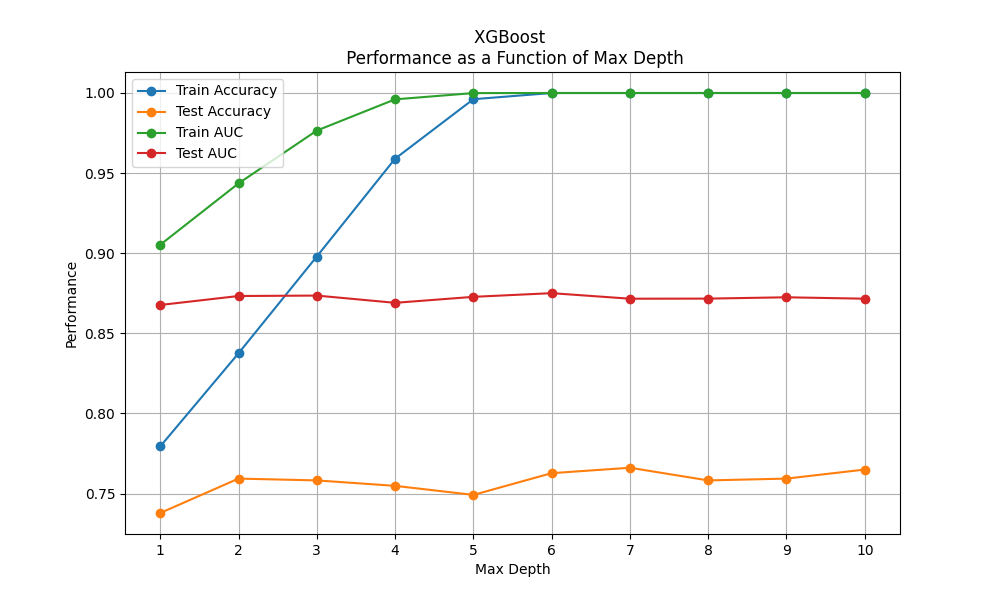 XGBoost
Performance as a Function of Max Depth
Train Accuracy
Test Accuracy
Train AUC
Test AUC
1.00
0.95
0.90
0.85
0.80
0.75
Performance
1 2 3 4 5 6 7 8 9 10
Max Depth